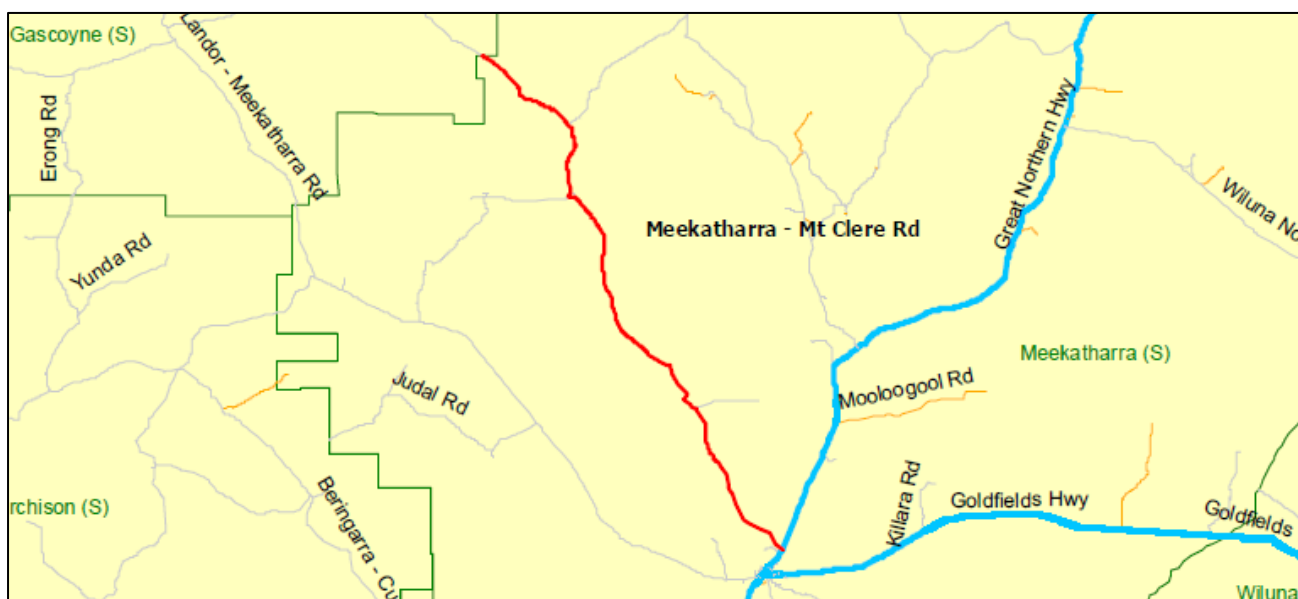 Gascoyne (S)
Landor - Meekatharra Rd
Erong Rd
Great Northern Hwy
Wiluna No
Meekatharra - Mt Clere Rd
Yunda Rd
Meekatharra (S)
Judal Rd
Mooloogool Rd
rchison (S)
Beringarra - Cu
Killara Rd
Goldfields Hwy
Goldfields
Wiluna